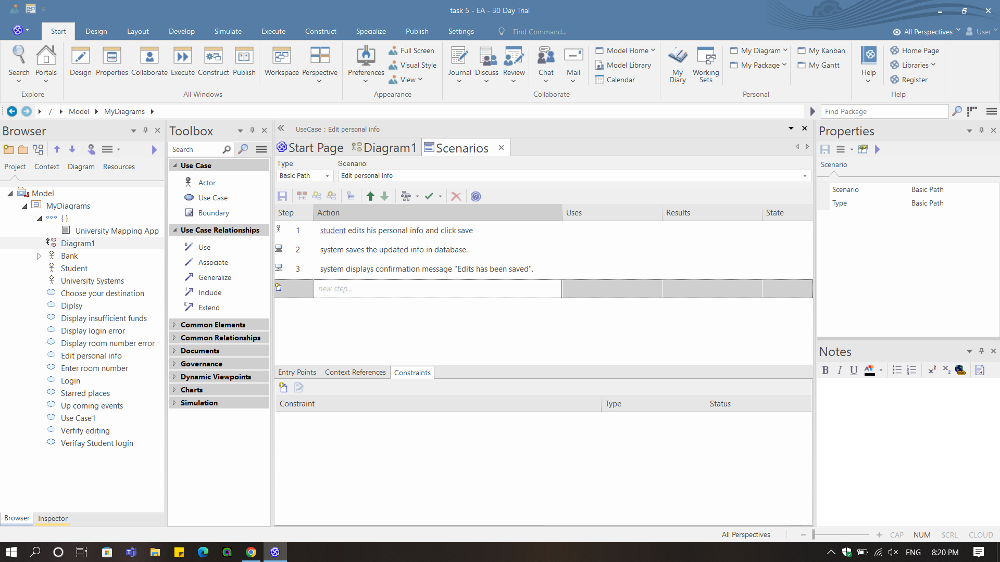 task 5 - EA - 30 Day Trial
Start Design Layout Develop Simulate Execute Construct Specialize Publish Settings Find Command... All Perspectives User
Search Portals
Explore
Design Properties Collaborate Execute Construct Publish Workspace Perspective
All Windows
Preferences Full Screen
Visual Style
View
Appearance
Journal Discuss Review Chat Mail Model Home
Model Library
Calendar
Collaborate
My Diary Working Sets My Diagram My Kanban
My Package My Gantt
Personal
Help Home Page
Libraries
Register
Help
/ Model MyDiagrams Find Package
Browser
Project Context Diagram Resources
Model
MyDiagrams
{ }
University Mapping App
Diagram1
Bank
Student
University Systems
Choose your destination
Diplsy
Display insufficient funds
Display login error
Display room number error
Edit personal info
Enter room number
Login
Starred places
Up coming events
Use Case1
Verfify editing
Verifay Student login
Browser Inspector
Toolbox
Search
Use Case
Actor
Use Case
Boundary
Use Case Relationships
Use
Associate
Generalize
Include
Extend
Common Elements
Common Relationships
Documents
Governance
Dynamic Viewpoints
Charts
Simulation
UseCase : Edit personal info
Start Page Diagram1 Scenarios
Type: Scenario:
Basic Path Edit personal info
Step Action Uses Results State
1 student edits his personal info and click save
2 system saves the updated info in database.
3 system displays confirmation message "Edits has been saved".
new step...
Entry Points Context References Constraints
Constraint Type Status
Properties
Scenario
Scenario Basic Path
Type Basic Path
Notes
B I U
All Perspectives CAP NUM SCRL CLOUD
ENG 8:20 PM